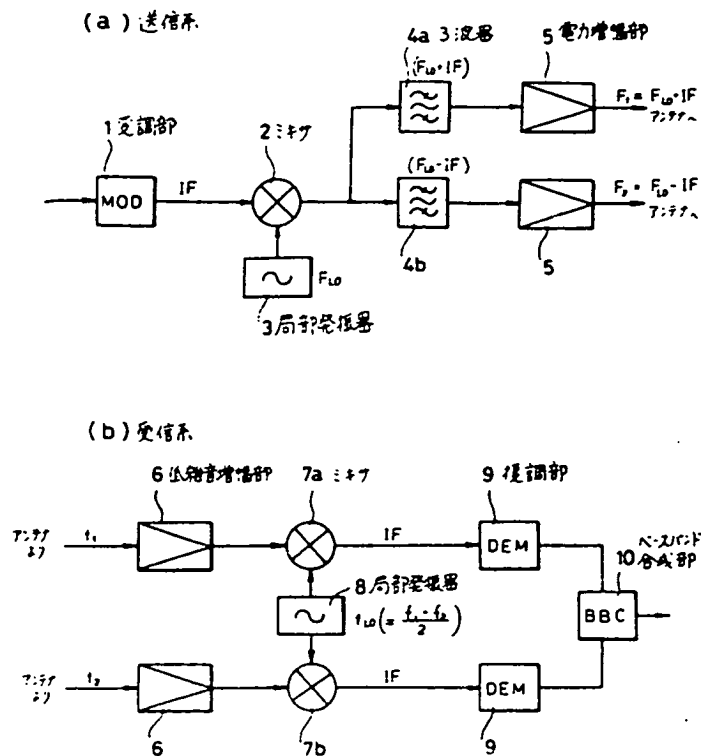 (a) 送信系
4a 3波器
(F_LO+IF)
5 電力増幅部
F₁ = F_LO+IF
アンテナへ
1 変調部
2 ミキサ
MOD
IF
(F_LO-IF)
F₂ = F_LO-IF
アンテナへ
4b
5
F_LO
3 局部発振器
(b) 受信系
6 低雑音増幅部
7a ミキサ
9 復調部
アンテナより
f₁
IF
DEM
ベースバンド
10 合成部
8 局部発振器
f_LO(= f₁-f₂ / 2)
BBC
アンテナより
f₂
IF
DEM
6
7b
9